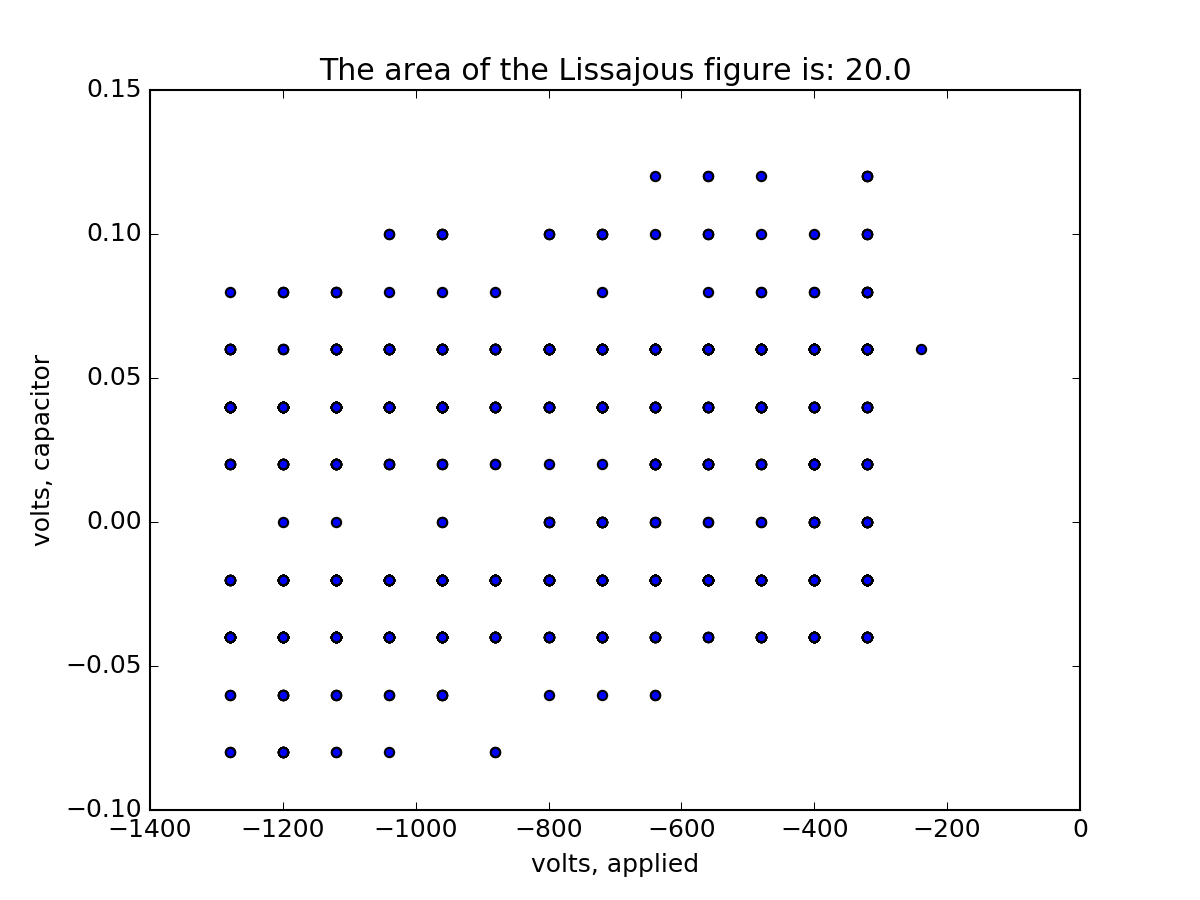 The area of the Lissajous figure is: 20.0
0.15
0.10
0.05
0.00
−0.05
−0.10
volts, capacitor
−1400 −1200 −1000 −800 −600 −400 −200 0
volts, applied